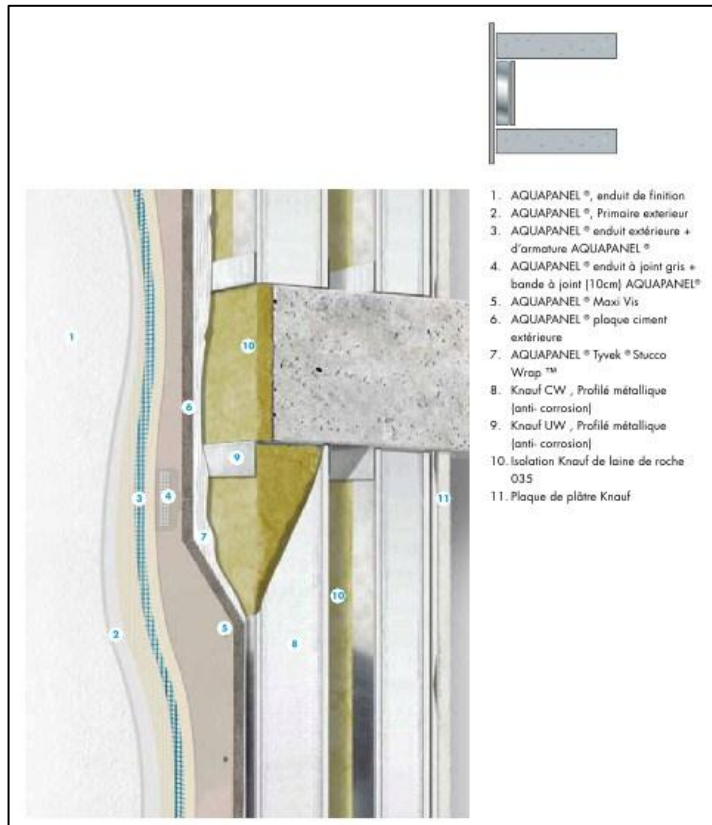 1. AQUAPANEL ®, enduit de finition
2. AQUAPANEL ®, Primaire exterieur
3. AQUAPANEL ® enduit extérieure +
d'armature AQUAPANEL ®
4. AQUAPANEL ® enduit à joint gris +
bande à joint (10cm) AQUAPANEL®
5. AQUAPANEL ® Maxi Vis
6. AQUAPANEL ® plaque ciment
extérieure
7. AQUAPANEL ® Tyvek ® Stucco
Wrap ™
8. Knauf CW , Profilé métallique
(anti- corrosion)
9. Knauf UW , Profilé métallique
(anti- corrosion)
10. Isolation Knauf de laine de roche
035
11. Plaque de plâtre Knauf
1
10
6
9
3
4
11
7
10
5
2
8